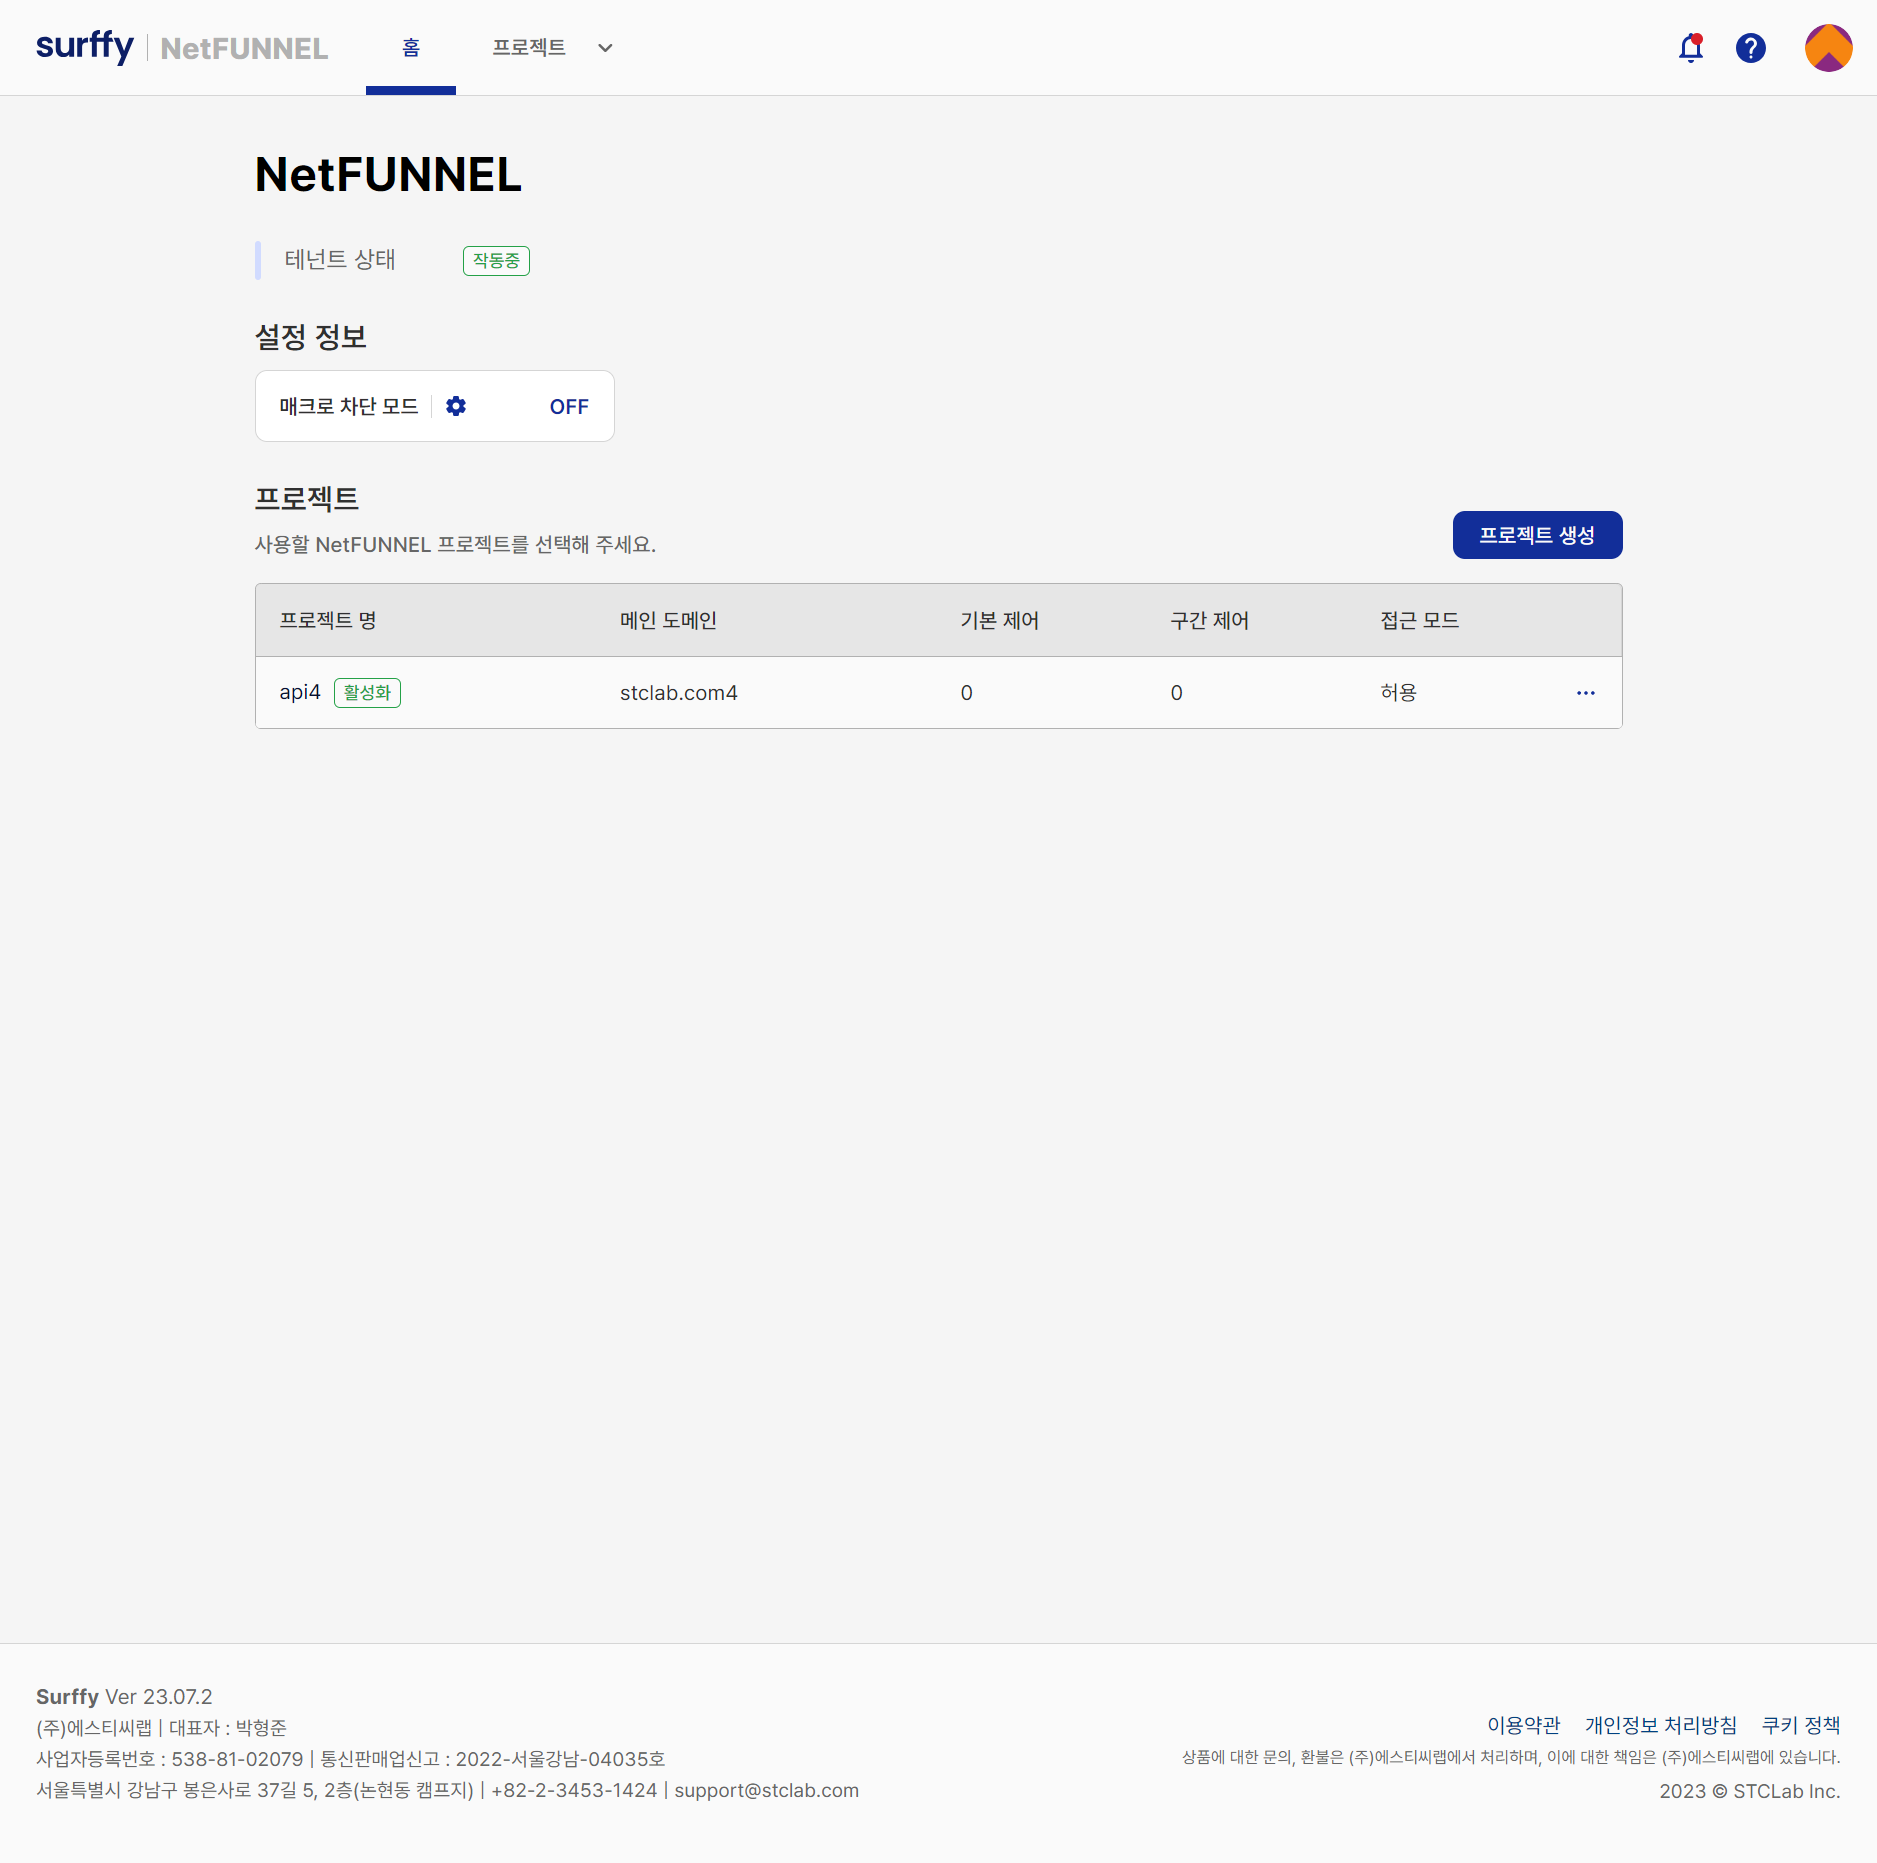 surffy NetFUNNEL 홈 프로젝트
NetFUNNEL
테넌트 상태 작동중
설정 정보
매크로 차단 모드 OFF
프로젝트
사용할 NetFUNNEL 프로젝트를 선택해 주세요.
프로젝트 생성
프로젝트 명 메인 도메인 기본 제어 구간 제어 접근 모드
api4 활성화 stclab.com4 0 0 허용
Surffy Ver 23.07.2
(주)에스티씨랩 | 대표자 : 박형준
사업자등록번호 : 538-81-02079 | 통신판매업신고 : 2022-서울강남-04035호
서울특별시 강남구 봉은사로 37길 5, 2층(논현동 캠프지) | +82-2-3453-1424 | support@stclab.com
이용약관 개인정보 처리방침 쿠키 정책
상품에 대한 문의, 환불은 (주)에스티씨랩에서 처리하며, 이에 대한 책임은 (주)에스티씨랩에 있습니다.
2023 © STCLab Inc.